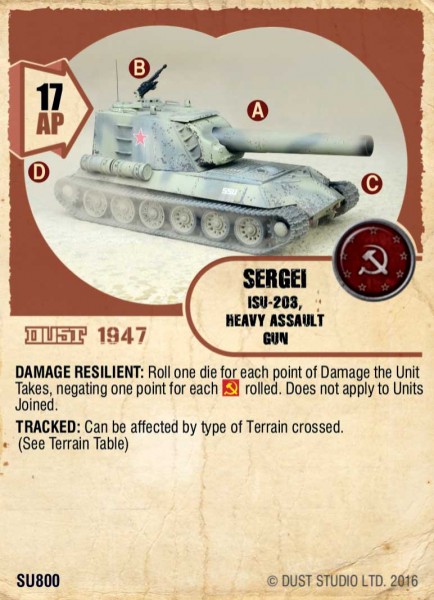 17
AP
B
A
D
C
SERGEI
ISU-203,
HEAVY ASSAULT
GUN
DUST 1947
DAMAGE RESILIENT: Roll one die for each point of Damage the Unit
Takes, negating one point for each rolled. Does not apply to Units
Joined.
TRACKED: Can be affected by type of Terrain crossed.
(See Terrain Table)
SU800
© DUST STUDIO LTD. 2016